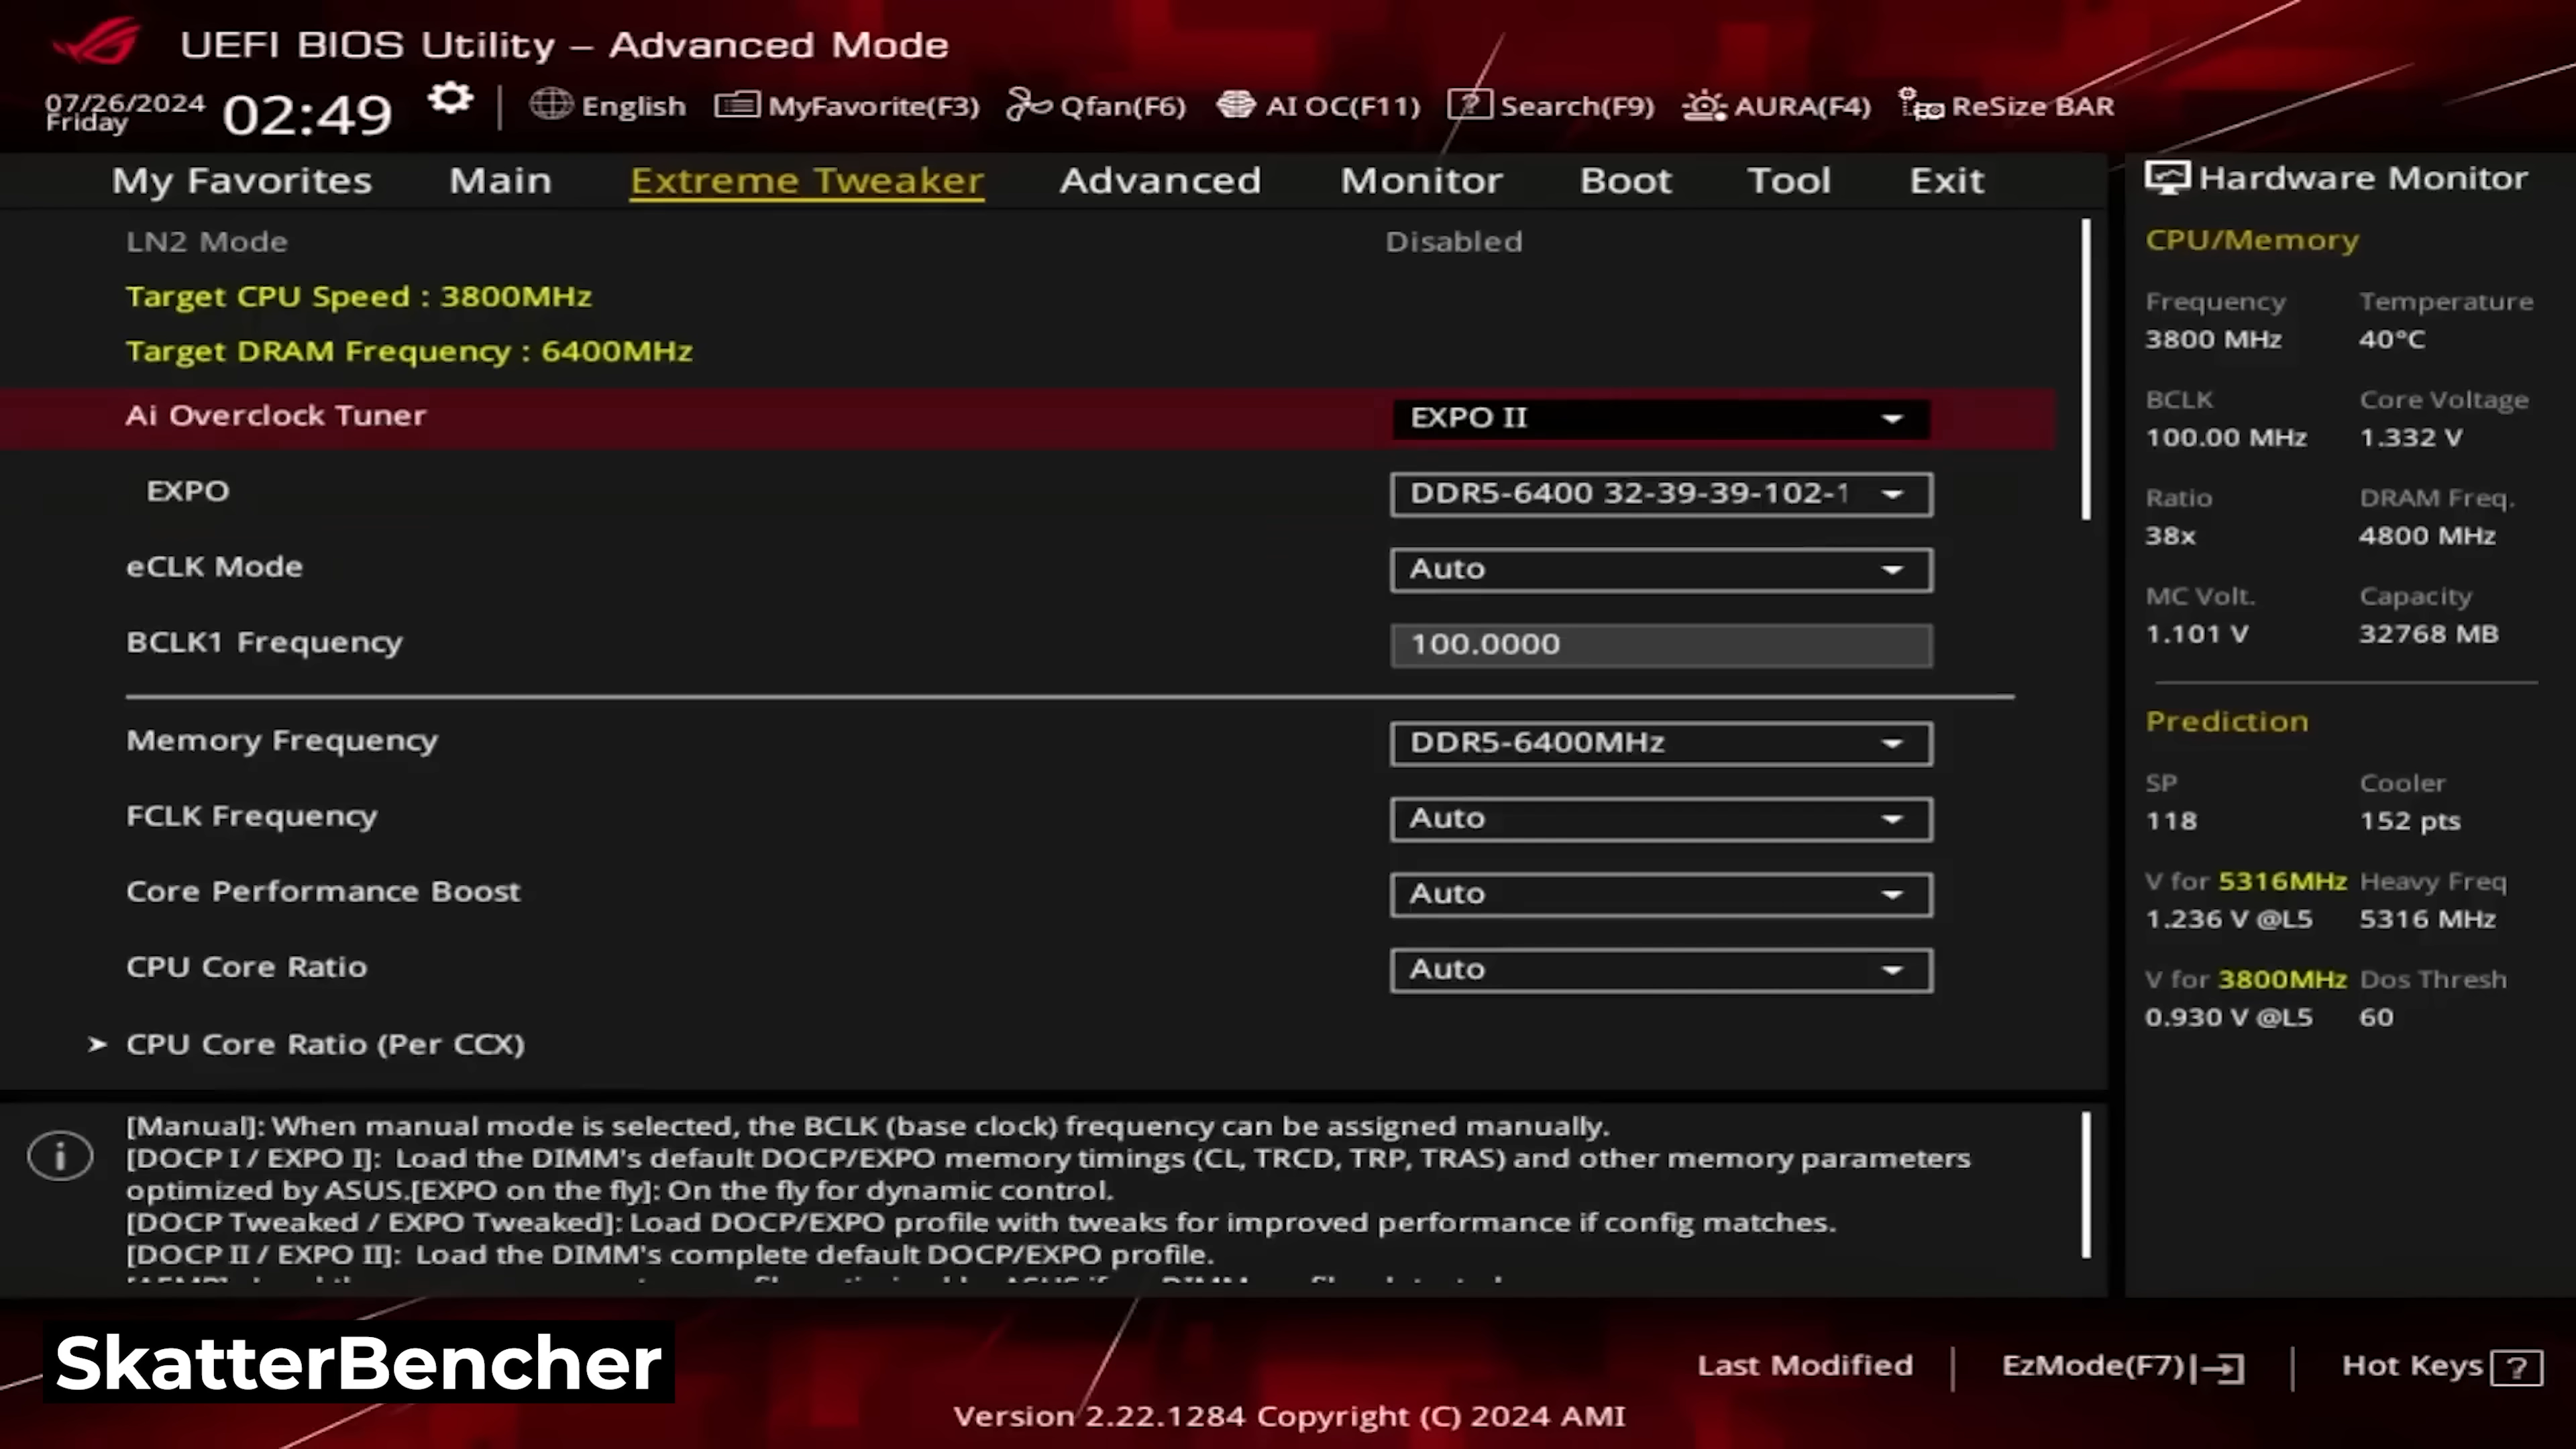 UEFI BIOS Utility – Advanced Mode
07/26/2024
Friday
02:49
English
MyFavorite(F3)
Qfan(F6)
AI OC(F11)
Search(F9)
AURA(F4)
ReSize BAR
My Favorites
Main
Extreme Tweaker
Advanced
Monitor
Boot
Tool
Exit
LN2 Mode Disabled
Target CPU Speed : 3800MHz
Target DRAM Frequency : 6400MHz
Ai Overclock Tuner EXPO II
EXPO DDR5-6400 32-39-39-102-1
eCLK Mode Auto
BCLK1 Frequency 100.0000
Memory Frequency DDR5-6400MHz
FCLK Frequency Auto
Core Performance Boost Auto
CPU Core Ratio Auto
CPU Core Ratio (Per CCX)
[Manual]: When manual mode is selected, the BCLK (base clock) frequency can be assigned manually.
[DOCP I / EXPO I]:  Load the DIMM's default DOCP/EXPO memory timings (CL, TRCD, TRP, TRAS) and other memory parameters
optimized by ASUS.[EXPO on the fly]: On the fly for dynamic control.
[DOCP Tweaked / EXPO Tweaked]: Load DOCP/EXPO profile with tweaks for improved performance if config matches.
[DOCP II / EXPO II]:  Load the DIMM's complete default DOCP/EXPO profile.
Hardware Monitor
CPU/Memory
Frequency Temperature
3800 MHz 40°C
BCLK Core Voltage
100.00 MHz 1.332 V
Ratio DRAM Freq.
38x 4800 MHz
MC Volt. Capacity
1.101 V 32768 MB
Prediction
SP Cooler
118 152 pts
V for 5316MHz Heavy Freq
1.236 V @L5 5316 MHz
V for 3800MHz Dos Thresh
0.930 V @L5 60
SkatterBencher
Last Modified
EzMode(F7)
Hot Keys ?
Version 2.22.1284 Copyright (C) 2024 AMI